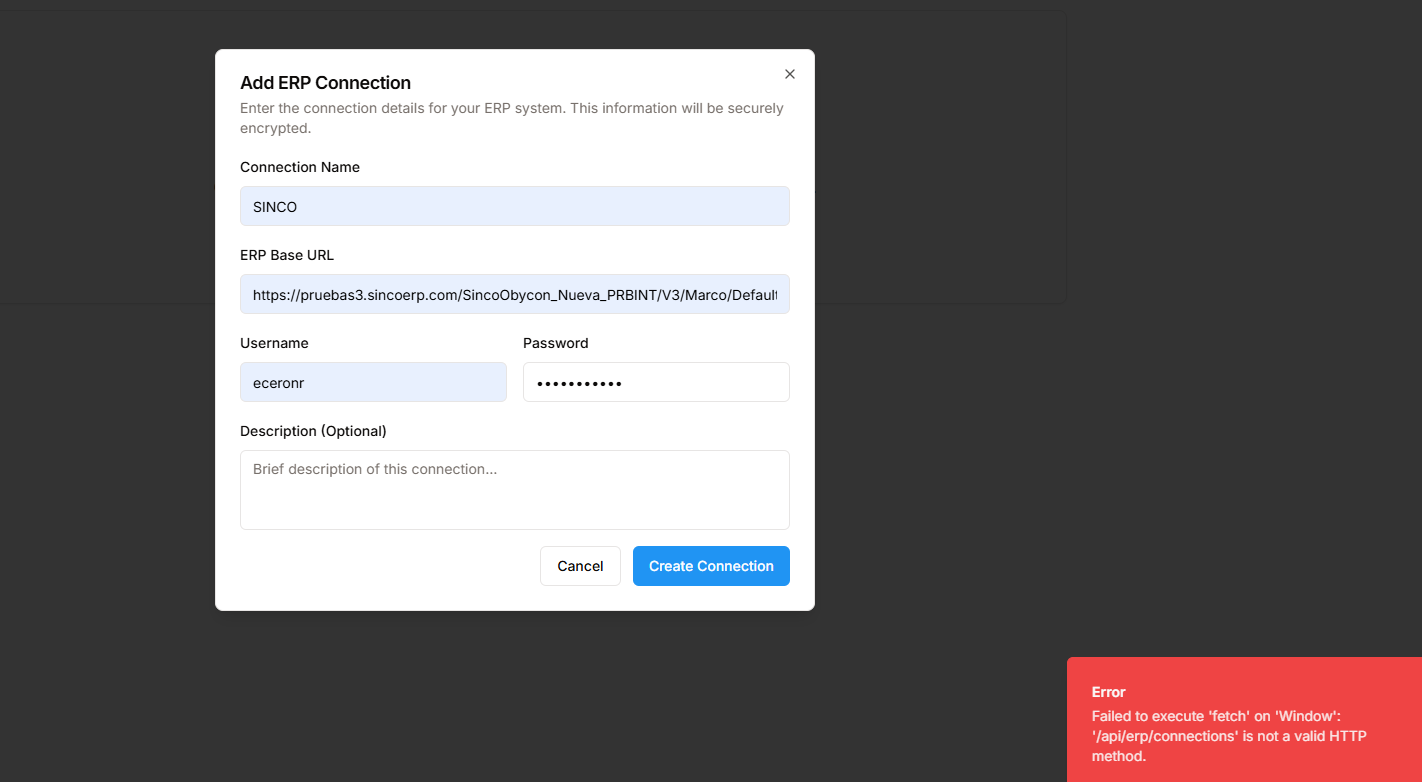 Add ERP Connection
Enter the connection details for your ERP system. This information will be securely
encrypted.
Connection Name
SINCO
ERP Base URL
https://pruebas3.sincoerp.com/SincoObycon_Nueva_PRBINT/V3/Marco/Default
Username
Password
eceronr
•••••••••••
Description (Optional)
Brief description of this connection...
Cancel
Create Connection
Error
Failed to execute 'fetch' on 'Window':
'/api/erp/connections' is not a valid HTTP
method.